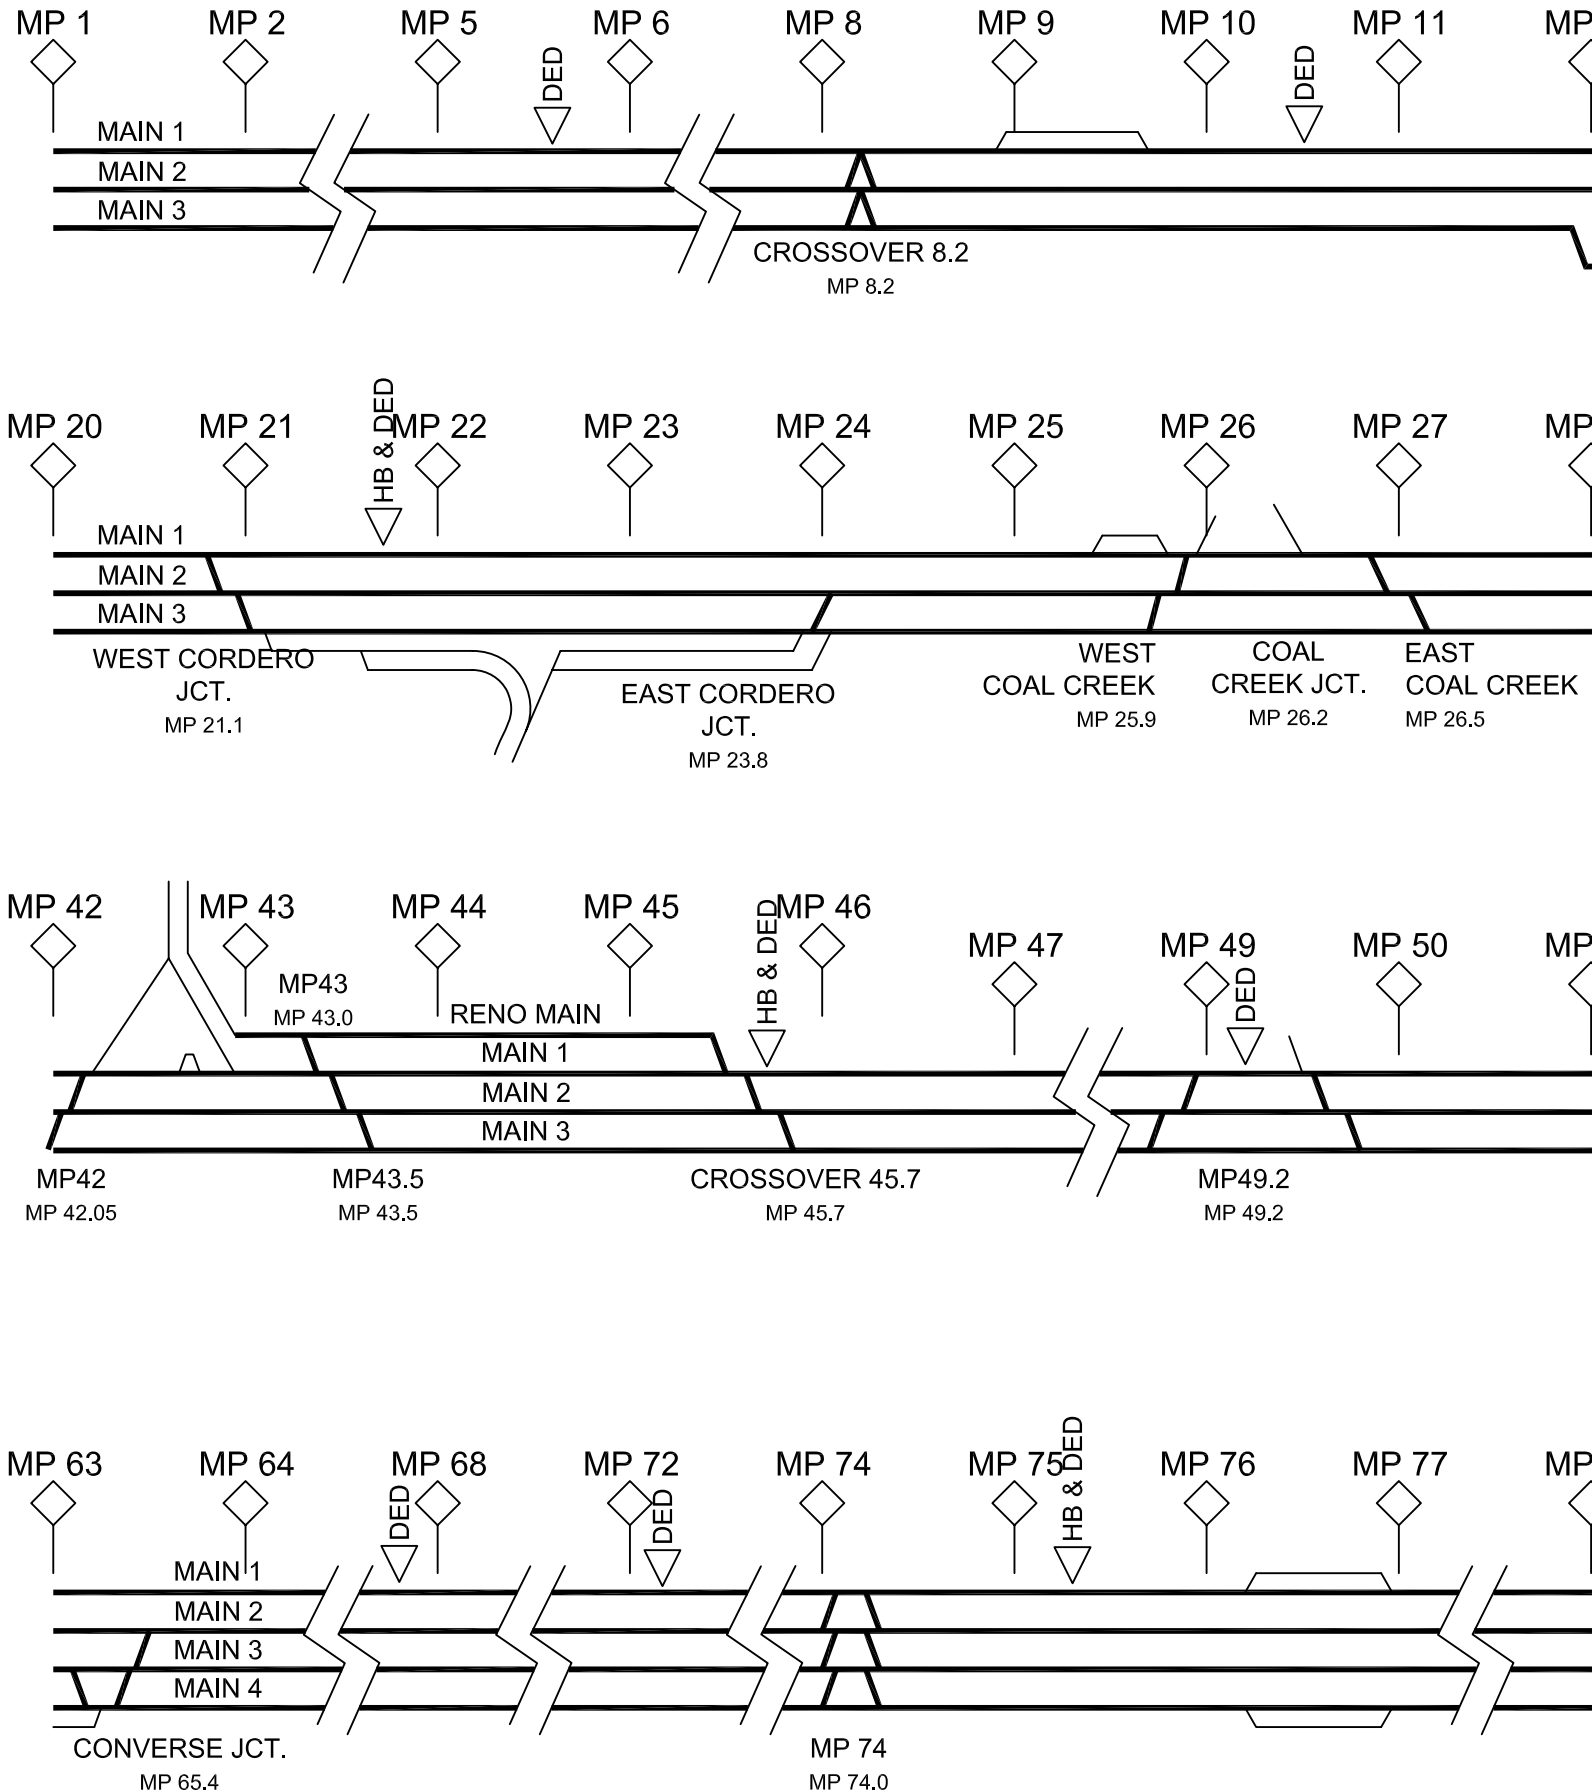 MP 1 MP 2 MP 5 MP 6 MP 8 MP 9 MP 10 MP 11 MP
DED DED
MAIN 1
MAIN 2
MAIN 3
CROSSOVER 8.2
MP 8.2
HB & DED
MP 20 MP 21 MP 22 MP 23 MP 24 MP 25 MP 26 MP 27 MP
MAIN 1
MAIN 2
MAIN 3
WEST CORDERO
JCT.
MP 21.1
EAST CORDERO
JCT.
MP 23.8
WEST
COAL CREEK
MP 25.9
COAL
CREEK JCT.
MP 26.2
EAST
COAL CREEK
MP 26.5
MP 42 MP 43 MP 44 MP 45 MP 46
MP 47 MP 49 MP 50 MP
HB & DED
DED
MP43
MP 43.0
RENO MAIN
MAIN 1
MAIN 2
MAIN 3
MP42
MP 42.05
MP43.5
MP 43.5
CROSSOVER 45.7
MP 45.7
MP49.2
MP 49.2
MP 63 MP 64 MP 68 MP 72 MP 74 MP 75 MP 76 MP 77 MP
DED DED HB & DED
MAIN 1
MAIN 2
MAIN 3
MAIN 4
CONVERSE JCT.
MP 65.4
MP 74
MP 74.0